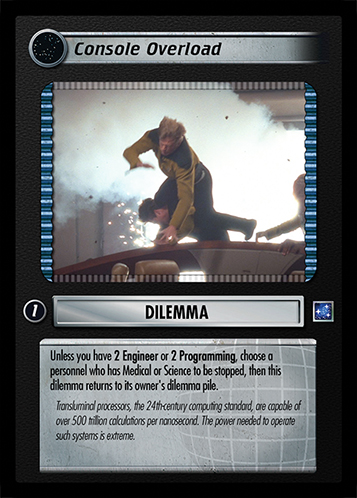 Console Overload
1
DILEMMA
Unless you have 2 Engineer or 2 Programming, choose a
personnel who has Medical or Science to be stopped, then this
dilemma returns to its owner's dilemma pile.
Transluminal processors, the 24th-century computing standard, are capable of
over 500 trillion calculations per nanosecond. The power needed to operate
such systems is extreme.